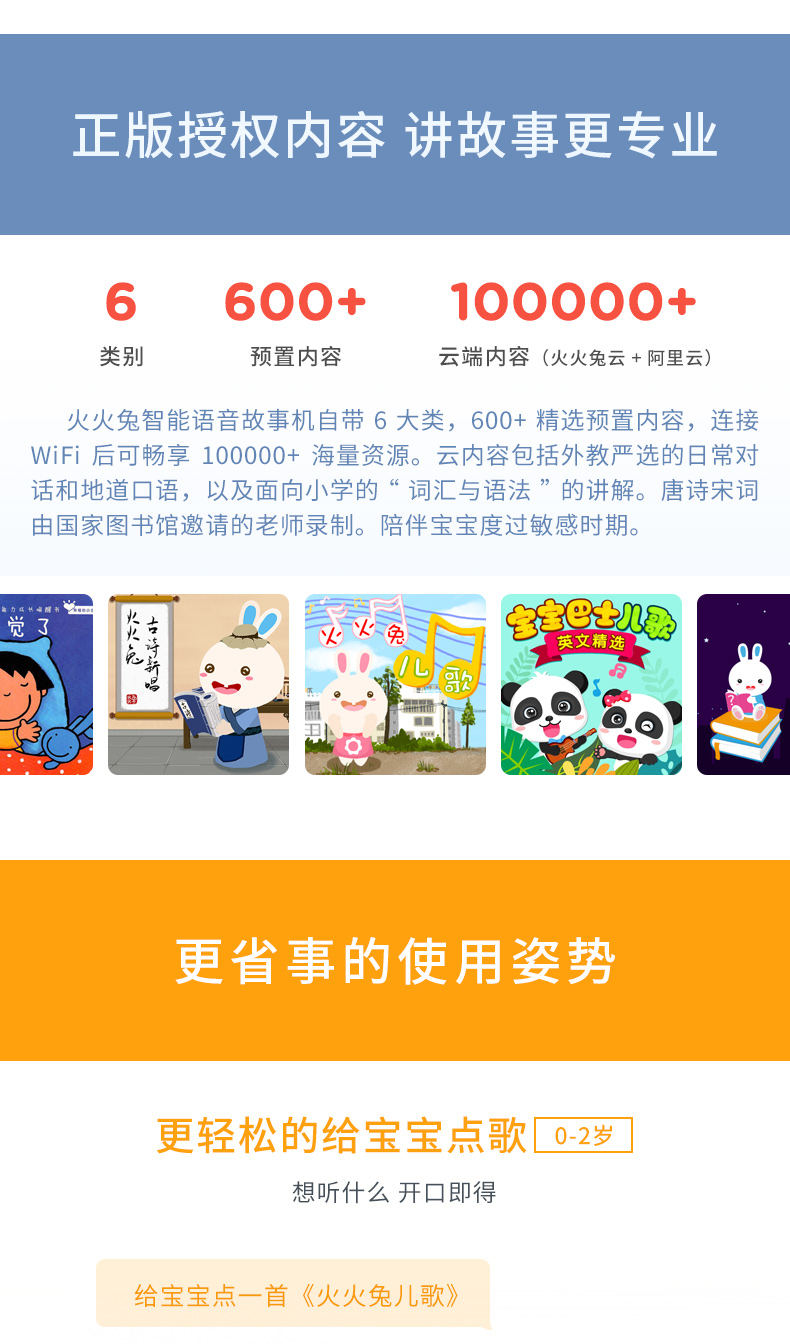 正版授权内容 讲故事更专业
6 600+ 100000+
类别 预置内容 云端内容（火火兔云 + 阿里云）
火火兔智能语音故事机自带 6 大类，600+ 精选预置内容，连接
WiFi 后可畅享 100000+ 海量资源。云内容包括外教严选的日常对
话和地道口语，以及面向小学的 “ 词汇与语法 ” 的讲解。唐诗宋词
由国家图书馆邀请的老师录制。陪伴宝宝度过敏感时期。
觉了
古诗新唱
火火兔
火火兔
儿歌
宝宝巴士儿歌
英文精选
更省事的使用姿势
更轻松的给宝宝点歌 0-2岁
想听什么 开口即得
给宝宝点一首《火火兔儿歌》